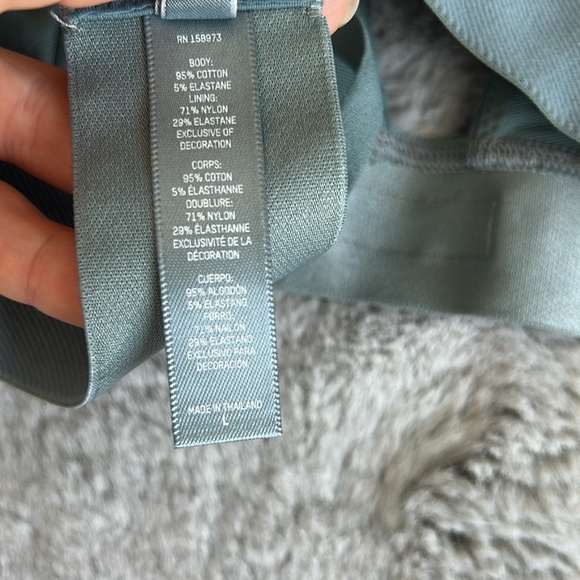 RN 158973
BODY:
95% COTTON
5% ELASTANE
LINING:
71% NYLON
29% ELASTANE
EXCLUSIVE OF
DECORATION
CORPS:
95% COTON
5% ÉLASTHANNE
DOUBLURE:
71% NYLON
29% ÉLASTHANNE
EXCLUSIVITÉ DE LA
DÉCORATION
CUERPO:
95% ALGODÓN
5% ELASTANO
FORRO:
71% NAILON
29% ELASTANO
EXCLUSIVO PARA
DECORACIÓN
MADE IN THAILAND
L